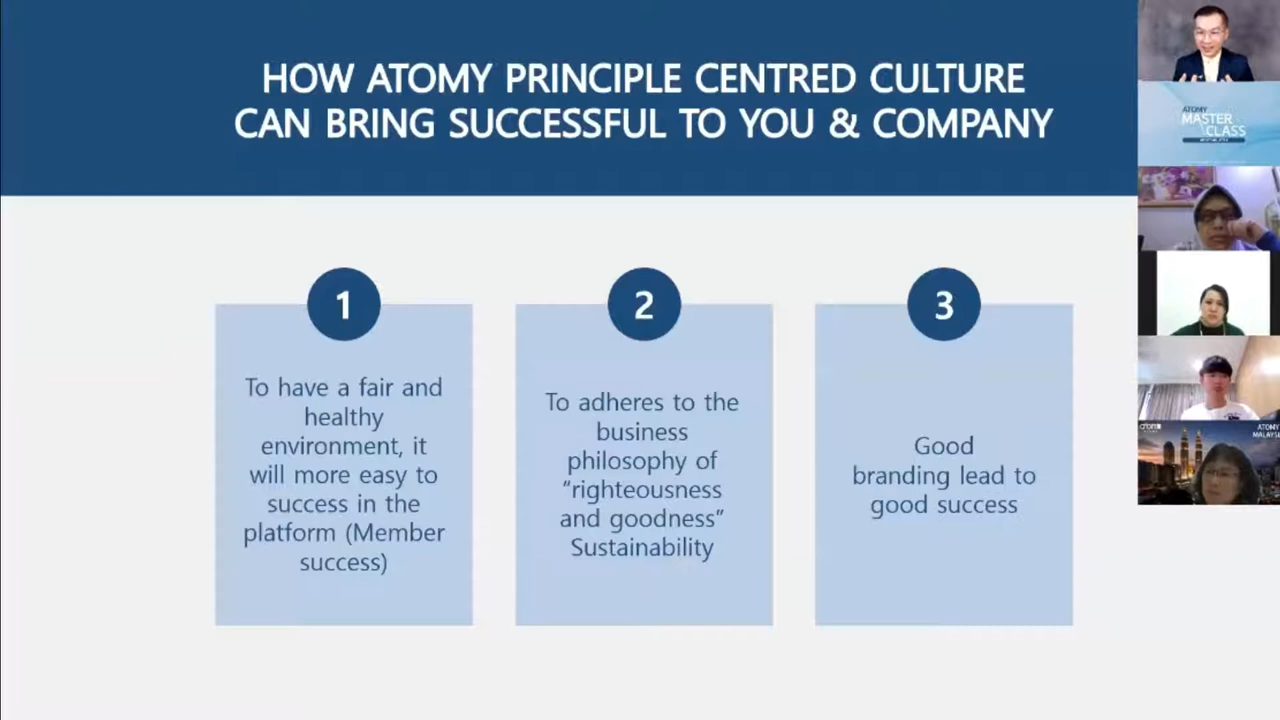 HOW ATOMY PRINCIPLE CENTRED CULTURE
CAN BRING SUCCESSFUL TO YOU & COMPANY
1
To have a fair and
healthy
environment, it
will more easy to
success in the
platform (Member
success)
2
To adheres to the
business
philosophy of
“righteousness
and goodness”
Sustainability
3
Good
branding lead to
good success
ATOMY
MASTER
CLASS
ATOMY
MALAYSI